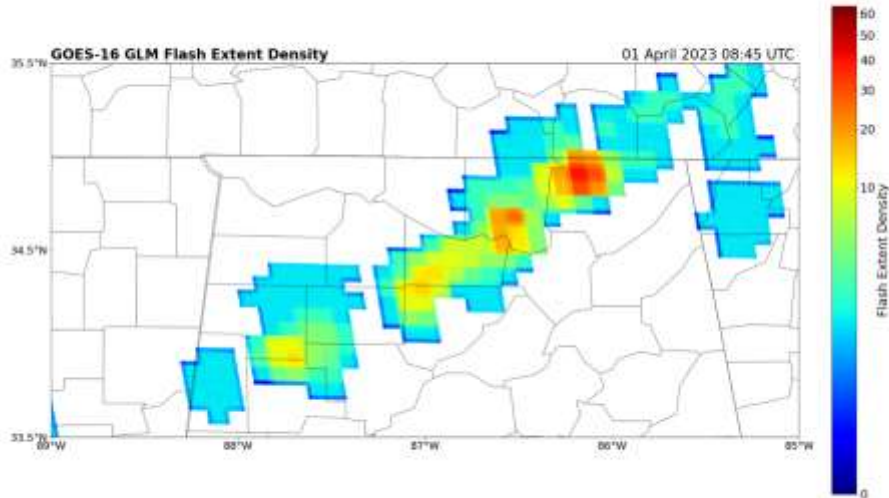 GOES-16 GLM Flash Extent Density
01 April 2023 08:45 UTC
35.5°N
34.5°N
33.5°N
89°W
88°W
87°W
86°W
85°W
60
50
40
30
20
10
0
Flash Extent Density